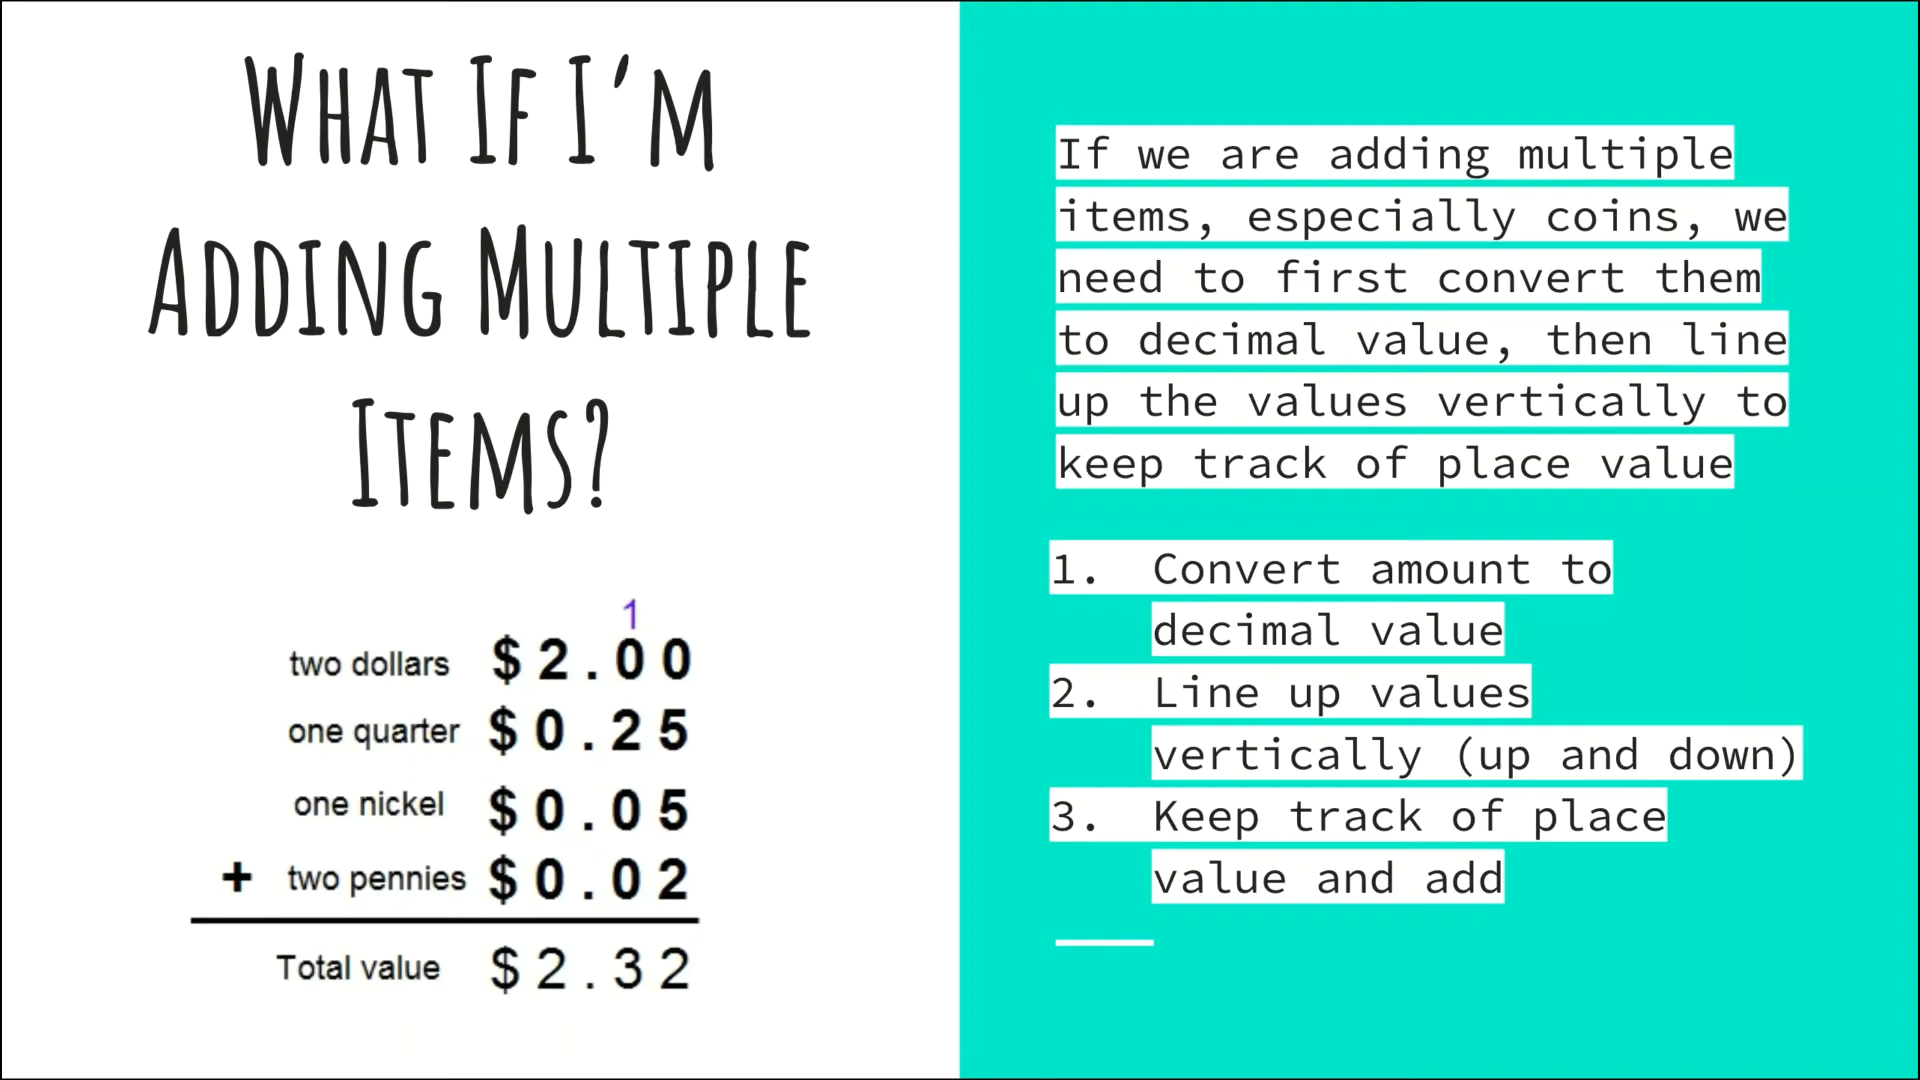 What If I'm
Adding Multiple
Items?
1
two dollars $2.00
one quarter $0.25
one nickel $0.05
+ two pennies $0.02
Total value $2.32
If we are adding multiple
items, especially coins, we
need to first convert them
to decimal value, then line
up the values vertically to
keep track of place value
1. Convert amount to
decimal value
2. Line up values
vertically (up and down)
3. Keep track of place
value and add